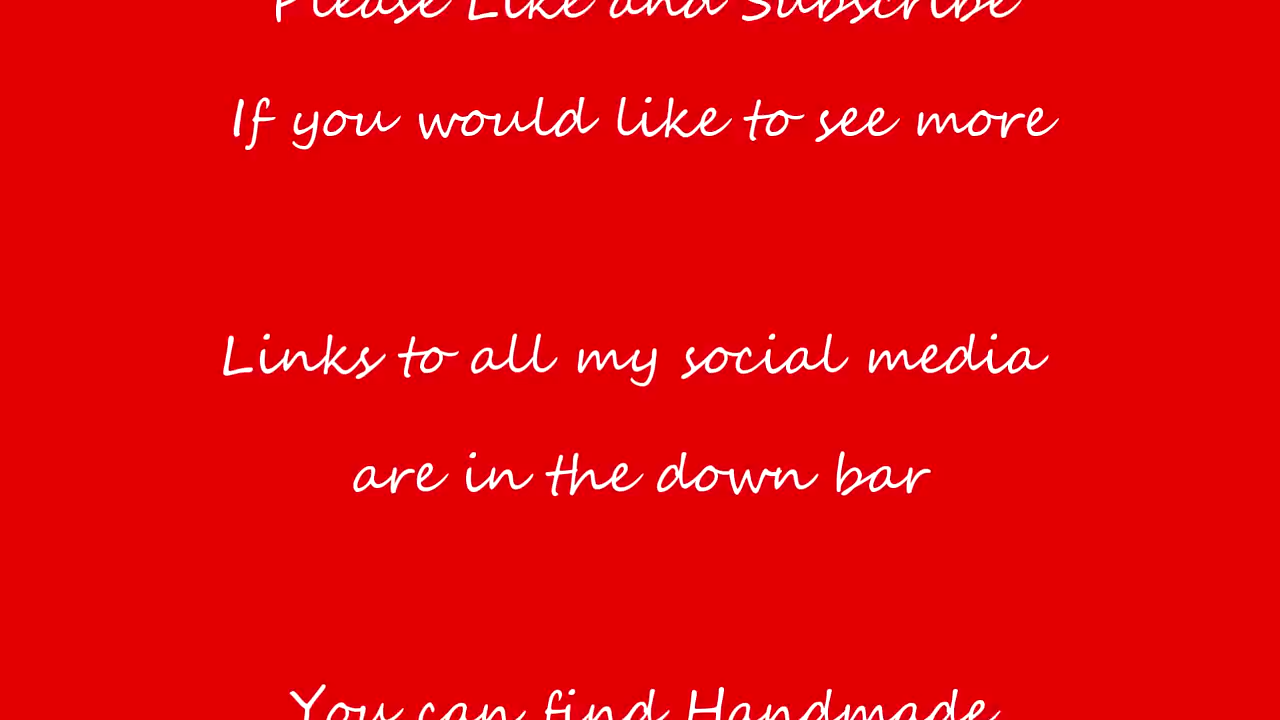 Please Like and Subscribe
If you would like to see more
Links to all my social media
are in the down bar
You can find Handmade